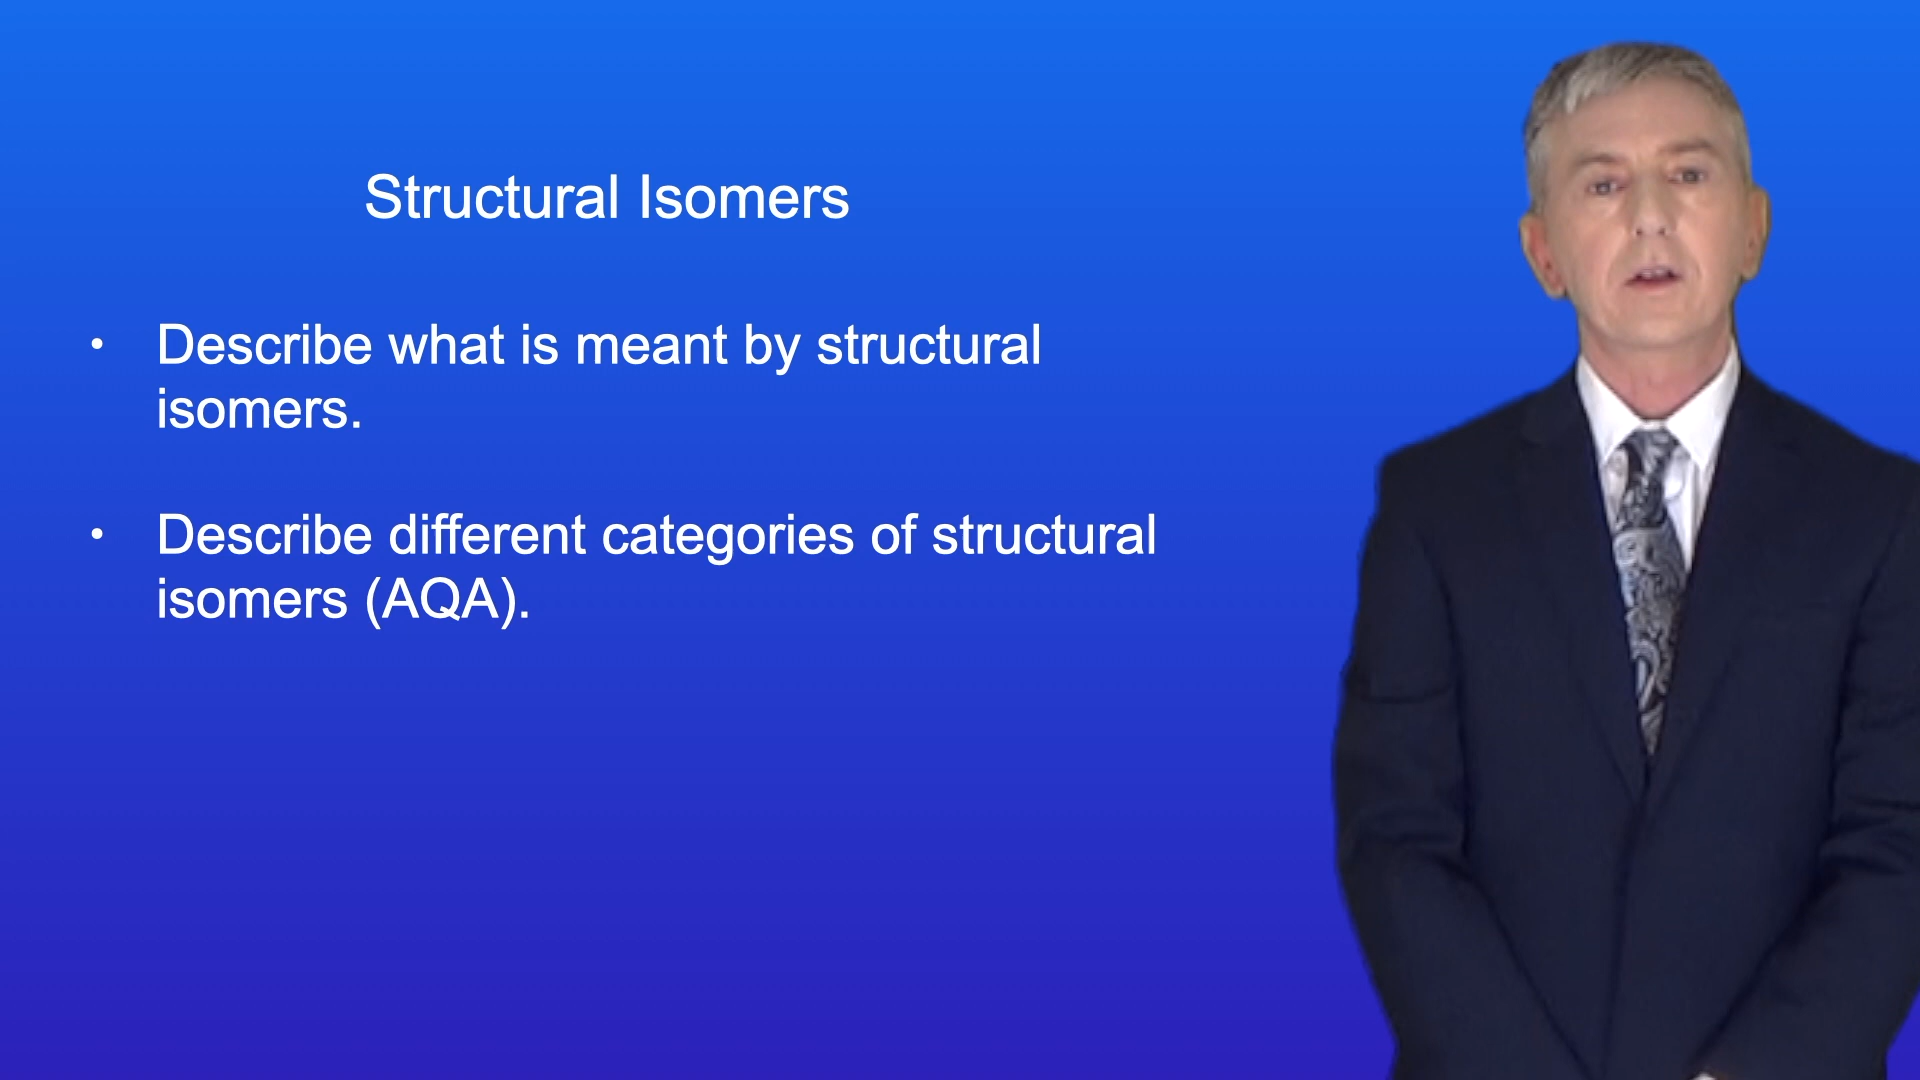 Structural Isomers
• Describe what is meant by structural
isomers.
• Describe different categories of structural
isomers (AQA).